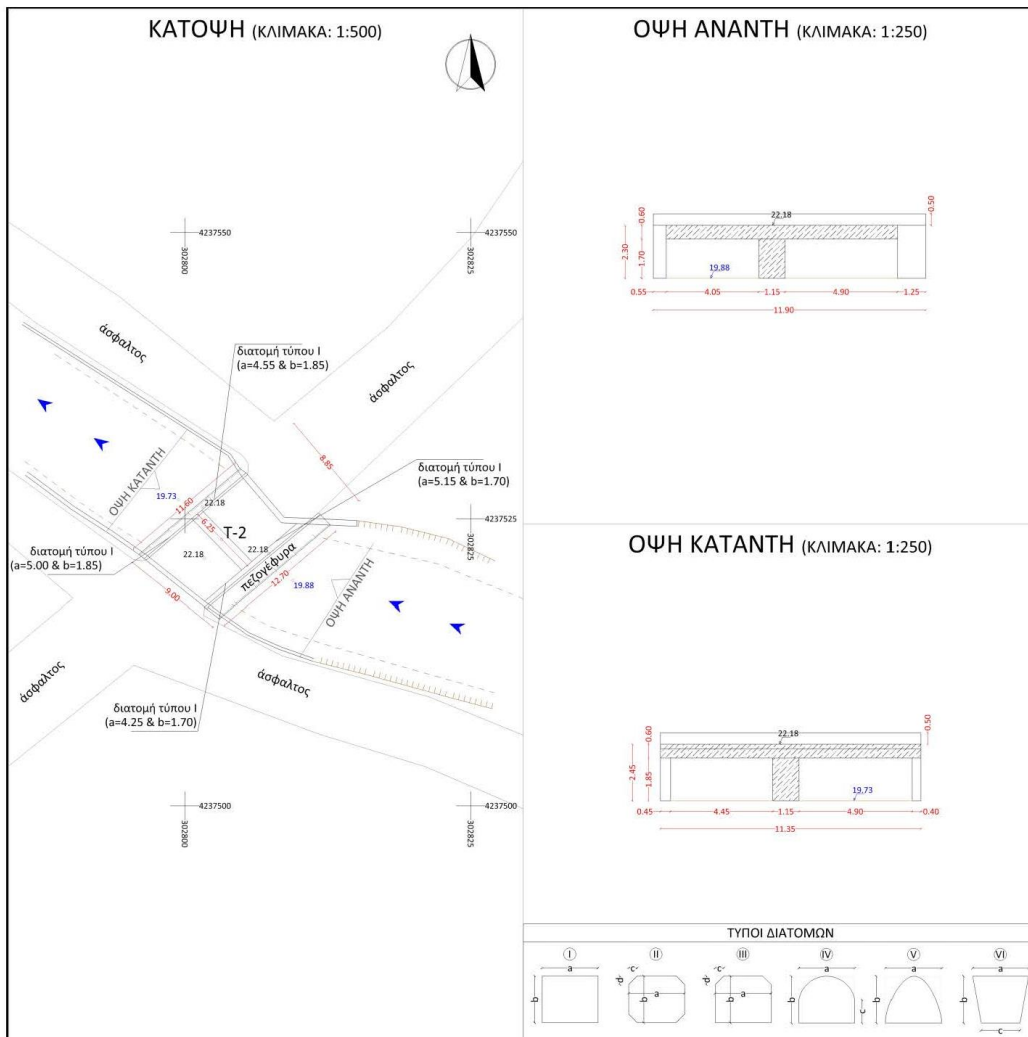 ΚΑΤΟΨΗ (ΚΛΙΜΑΚΑ: 1:500)
4237550
4237550
302800
302825
άσφαλτος
διατομή τύπου Ι
(a=4.55 & b=1.85)
άσφαλτος
8.85
ΟΨΗ ΚΑΤΑΝΤΗ
διατομή τύπου Ι
(a=5.15 & b=1.70)
19.73
11.60
22.18
4237525
6.25
T-2
302825
διατομή τύπου Ι
(a=5.00 & b=1.85)
22.18
22.18
πεζογέφυρα
12.70
19.88
ΟΨΗ ΑΝΑΝΤΗ
9.00
άσφαλτος
άσφαλτος
διατομή τύπου Ι
(a=4.25 & b=1.70)
4237500
4237500
302800
302825
ΟΨΗ ΑΝΑΝΤΗ (ΚΛΙΜΑΚΑ: 1:250)
0.60
22.18
0.50
2.30
1.70
19.88
0.55
4.05
1.15
4.90
1.25
11.90
ΟΨΗ ΚΑΤΑΝΤΗ (ΚΛΙΜΑΚΑ: 1:250)
0.60
22.18
0.50
2.45
1.85
19.73
0.45
4.45
1.15
4.90
0.40
11.35
ΤΥΠΟΙ ΔΙΑΤΟΜΩΝ
I II III IV V VI
a c c a a a
b d b a d b a b c b b c